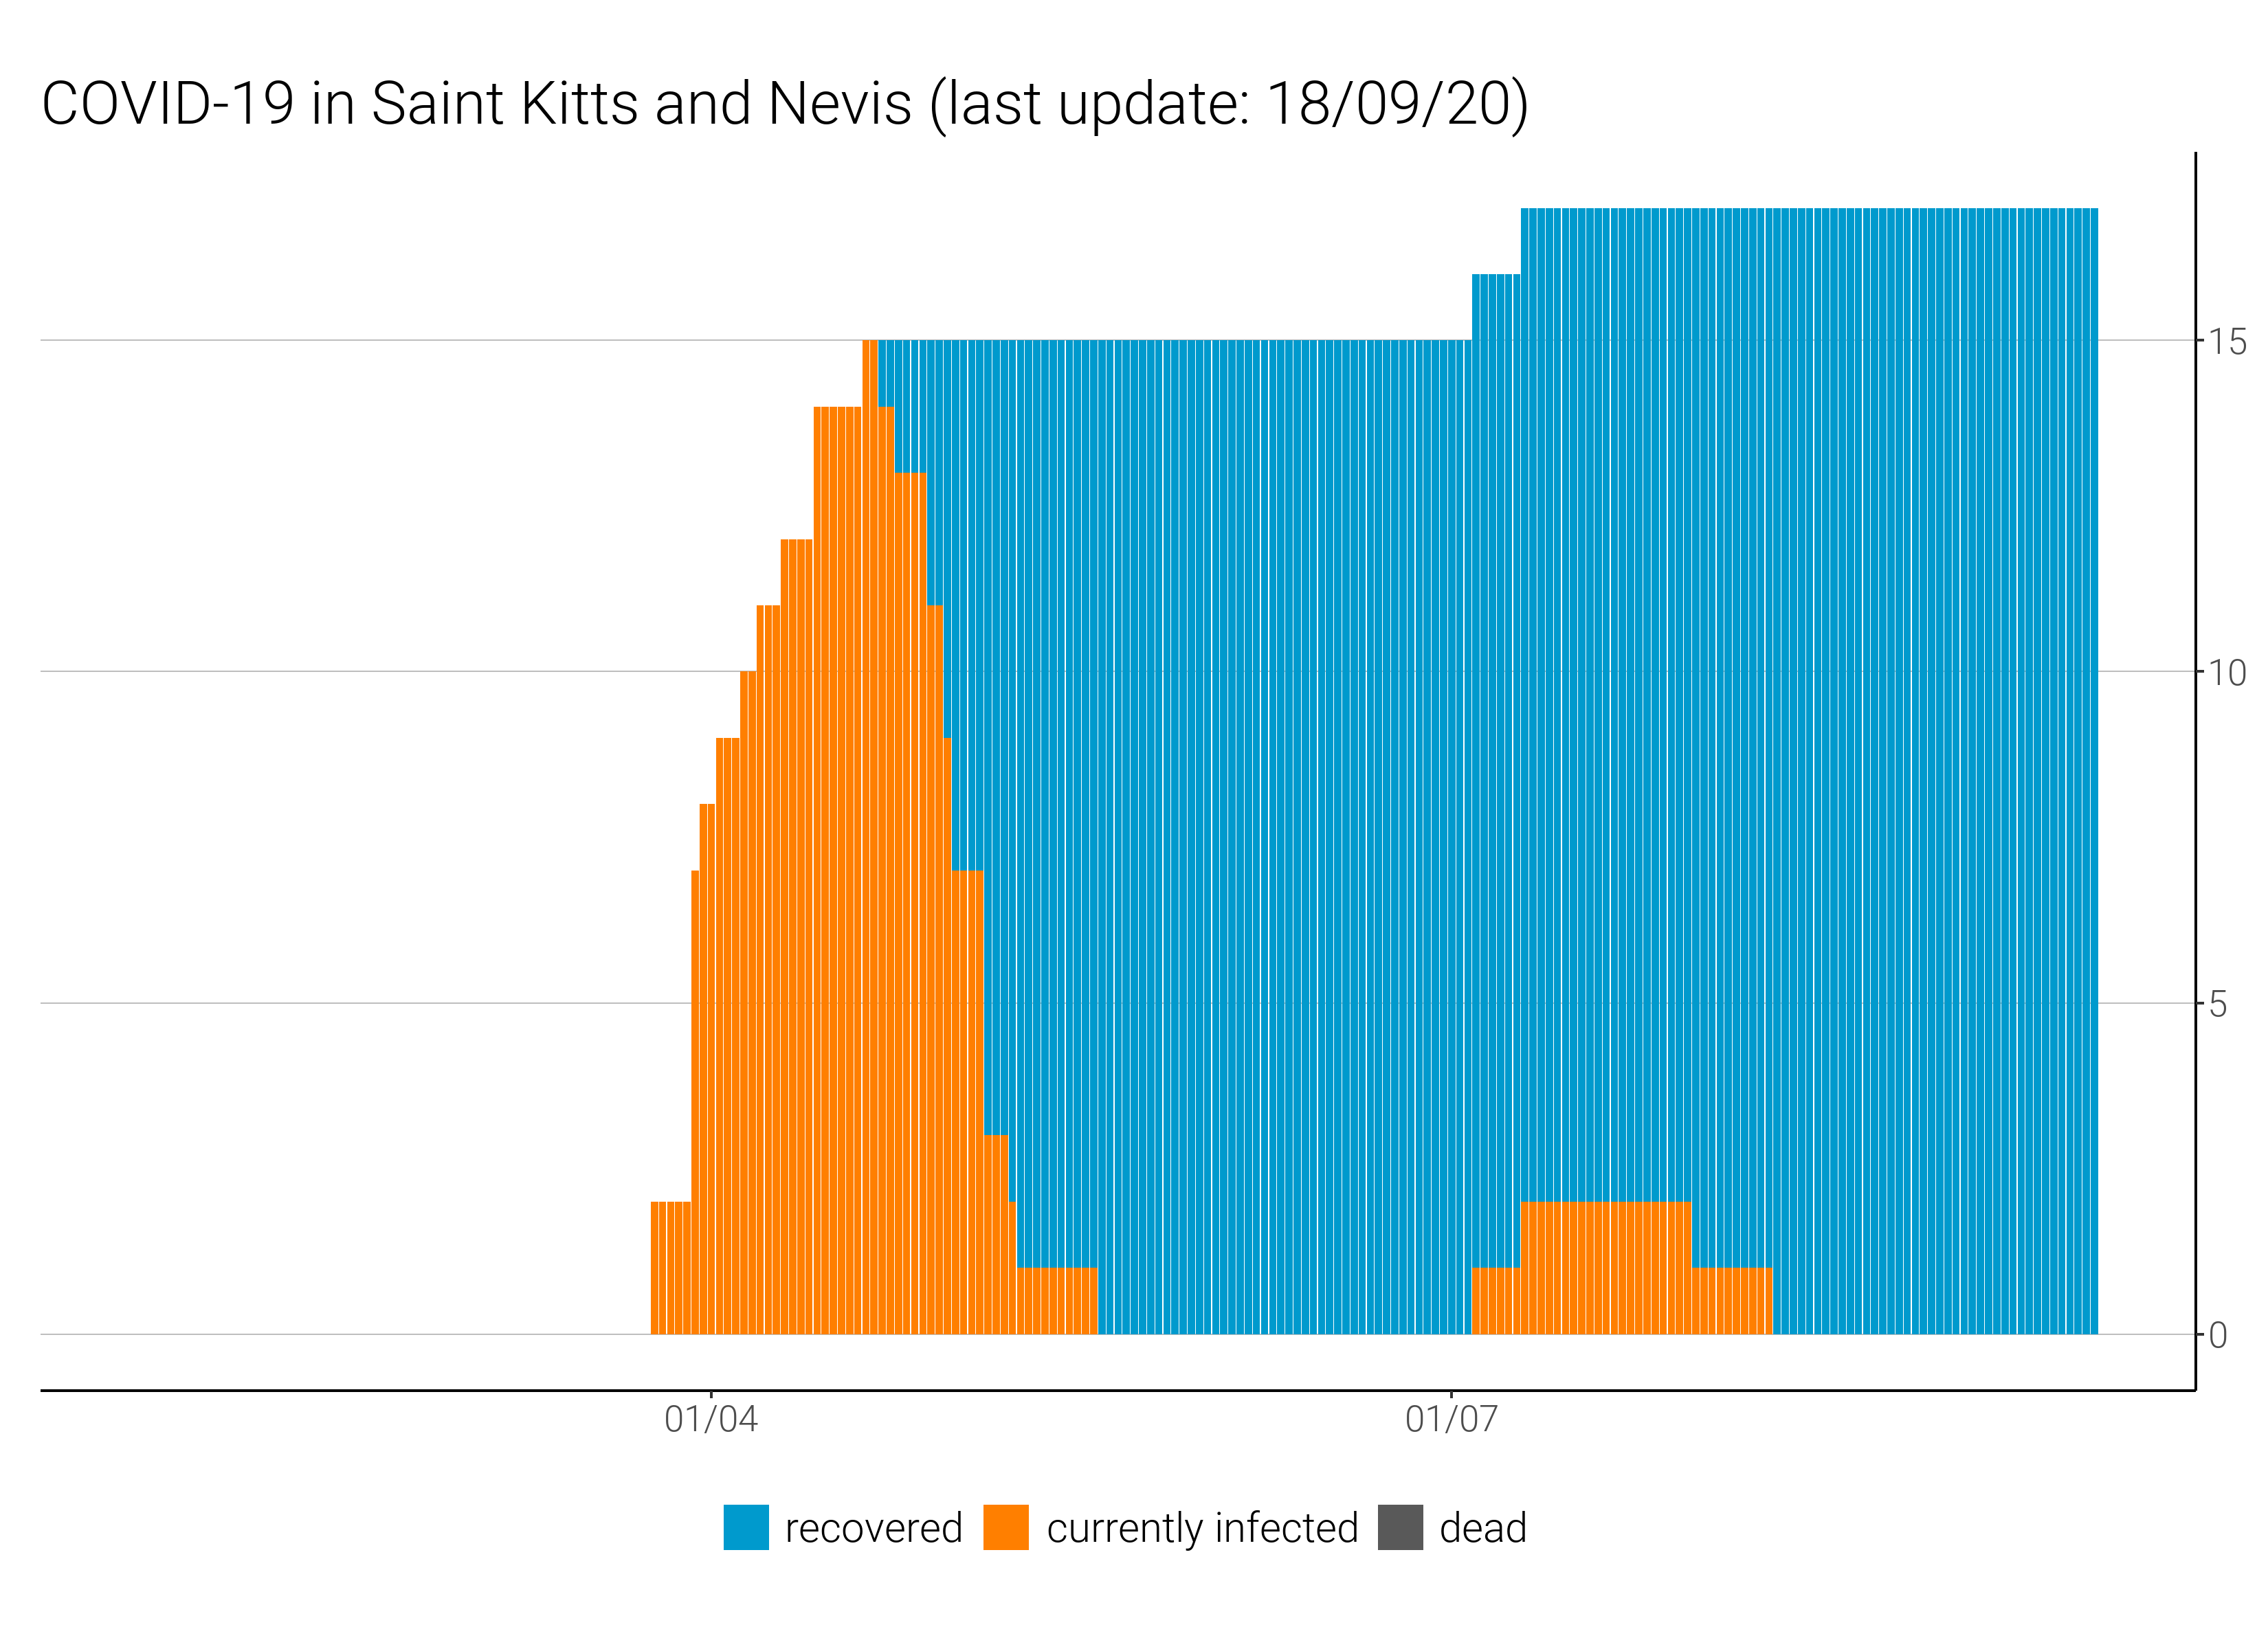 COVID-19 in Saint Kitts and Nevis (last update: 18/09/20)
15
10
5
0
01/04 01/07
recovered currently infected dead